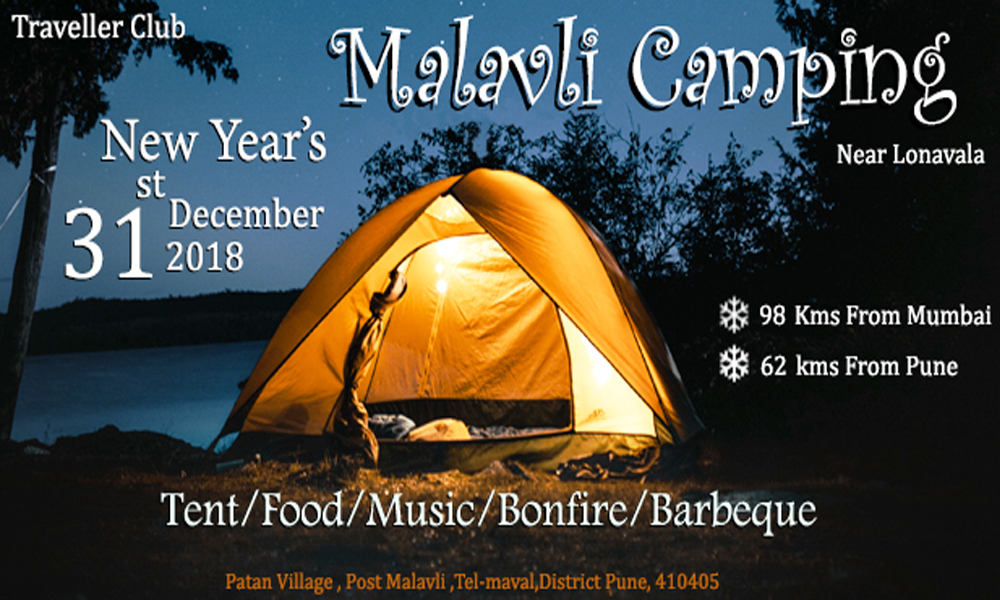 Traveller Club
Malavli Camping
Near Lonavala
New Year's
31st December
2018
98 Kms From Mumbai
62 kms From Pune
Tent/Food/Music/Bonfire/Barbeque
Patan Village , Post Malavli ,Tel-maval,District Pune, 410405